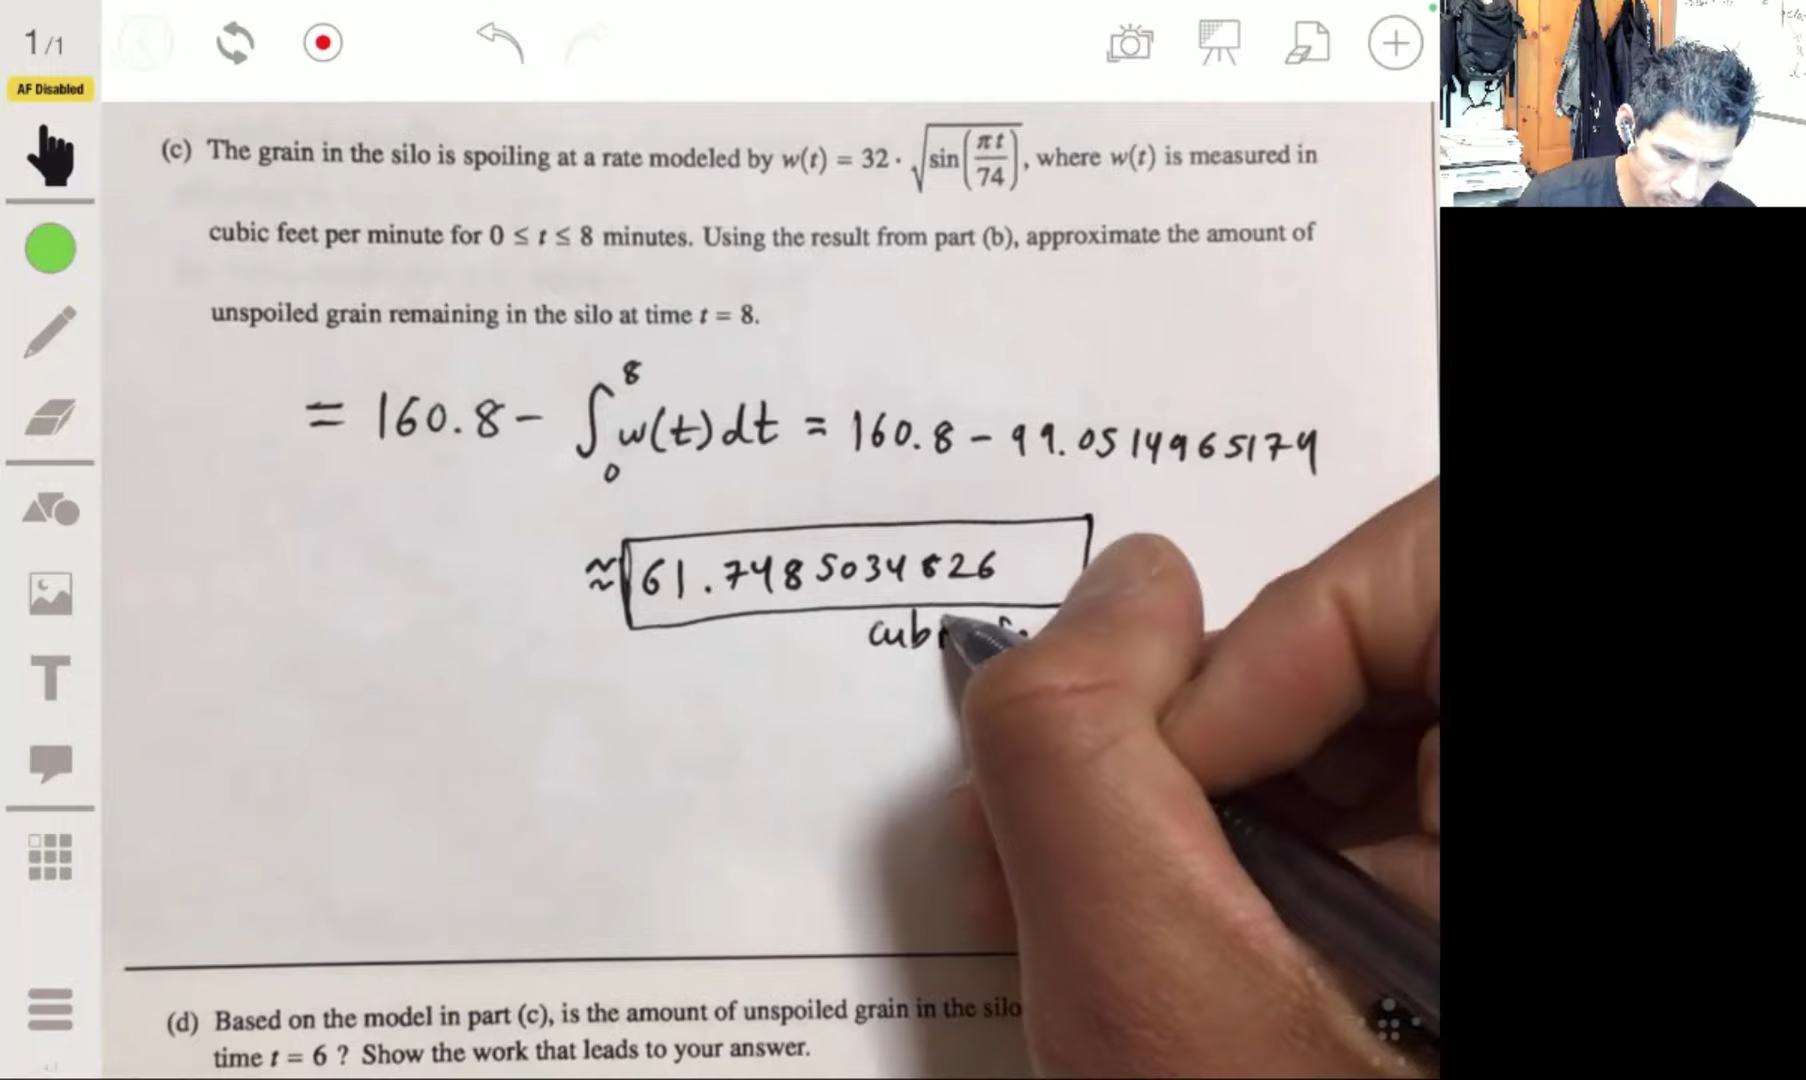 1/1
AF Disabled
(c) The grain in the silo is spoiling at a rate modeled by w(t) = 32 · √sin(πt/74), where w(t) is measured in
cubic feet per minute for 0 ≤ t ≤ 8 minutes. Using the result from part (b), approximate the amount of
unspoiled grain remaining in the silo at time t = 8.
= 160.8 - ∫₀⁸ w(t) dt = 160.8 - 99.0514965174
≈ 61.7485034826
T
(d) Based on the model in part (c), is the amount of unspoiled grain in the silo
time t = 6 ? Show the work that leads to your answer.